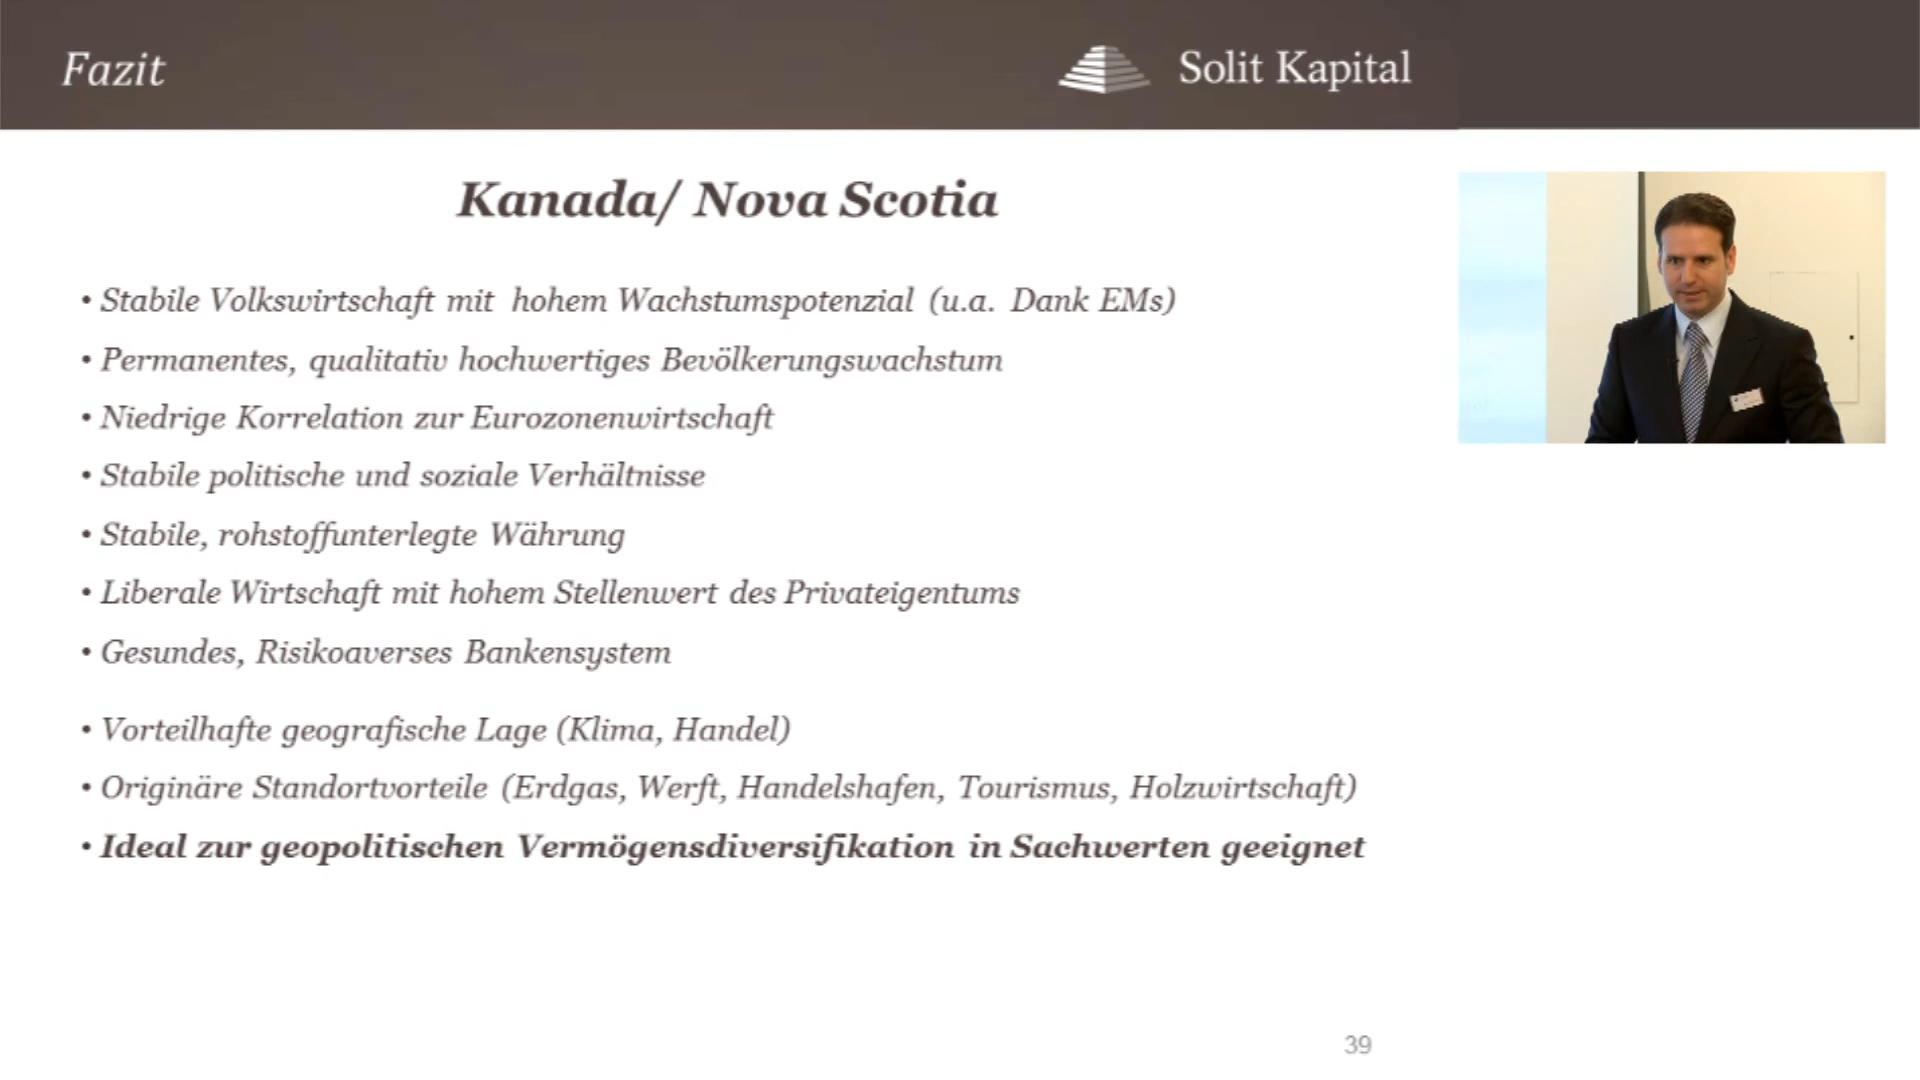 Fazit
Solit Kapital
Kanada/ Nova Scotia
• Stabile Volkswirtschaft mit hohem Wachstumspotenzial (u.a. Dank EMs)
• Permanentes, qualitativ hochwertiges Bevölkerungswachstum
• Niedrige Korrelation zur Eurozonenwirtschaft
• Stabile politische und soziale Verhältnisse
• Stabile, rohstoffunterlegte Währung
• Liberale Wirtschaft mit hohem Stellenwert des Privateigentums
• Gesundes, Risikoaverses Bankensystem
• Vorteilhafte geografische Lage (Klima, Handel)
• Originäre Standortvorteile (Erdgas, Werft, Handelshafen, Tourismus, Holzwirtschaft)
• Ideal zur geopolitischen Vermögensdiversifikation in Sachwerten geeignet
39